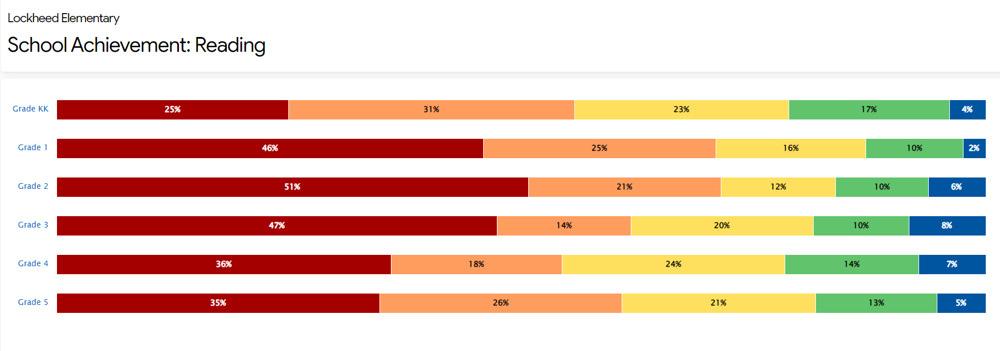 Lockheed Elementary
School Achievement: Reading
Grade KK 25% 31% 23% 17% 4%
Grade 1 46% 25% 16% 10% 2%
Grade 2 51% 21% 12% 10% 6%
Grade 3 47% 14% 20% 10% 8%
Grade 4 36% 18% 24% 14% 7%
Grade 5 35% 26% 21% 13% 5%